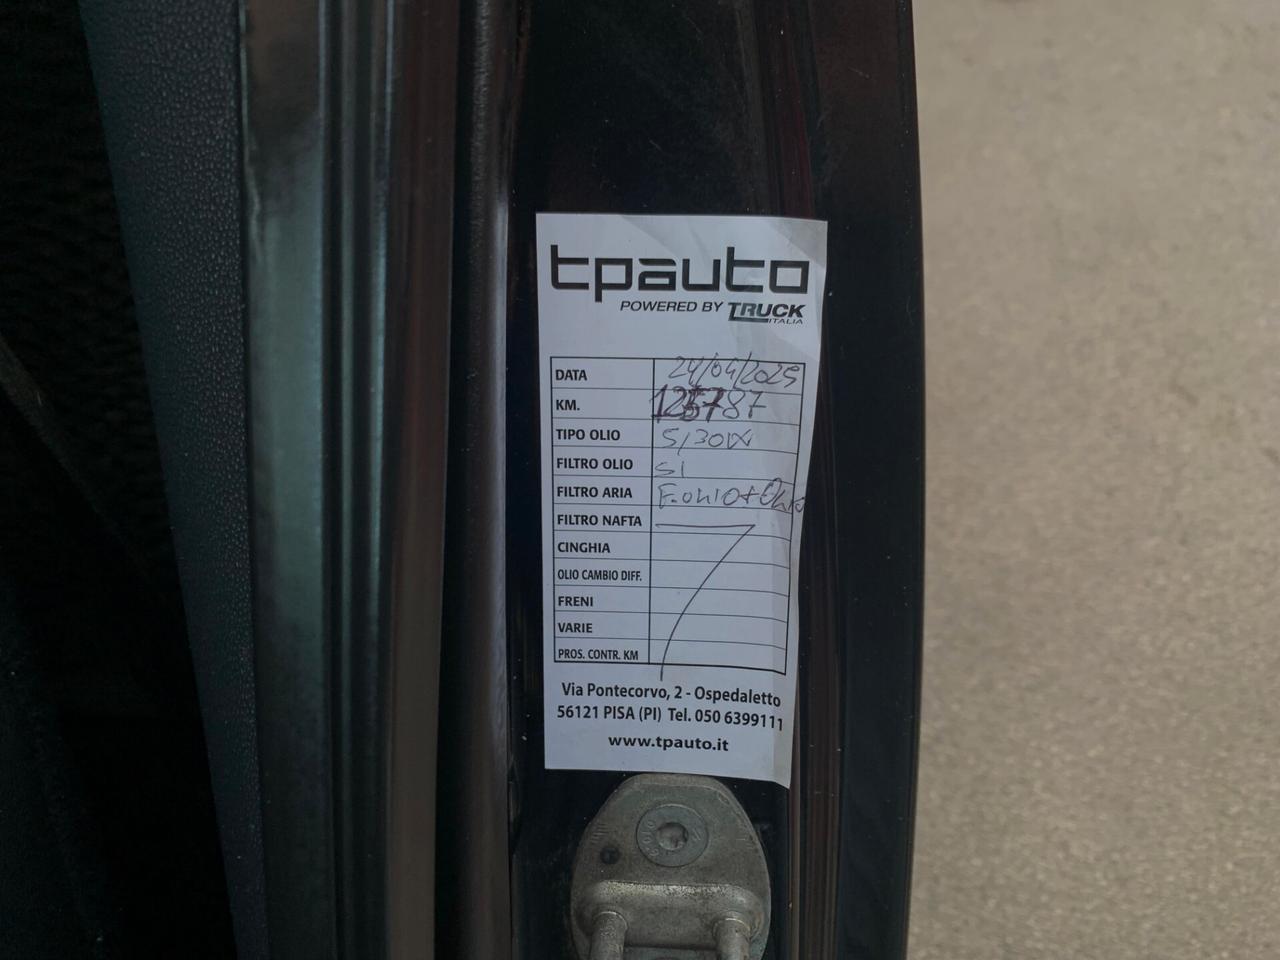 tpauto
POWERED BY TRUCK
ITALIA
DATA 24/04/2025
KM. 125787
TIPO OLIO 5/30W
FILTRO OLIO SI
FILTRO ARIA
FILTRO NAFTA
CINGHIA
OLIO CAMBIO DIFF.
FRENI
VARIE
PROS. CONTR. KM
Via Pontecorvo, 2 - Ospedaletto
56121 PISA (PI) Tel. 050 6399111
www.tpauto.it